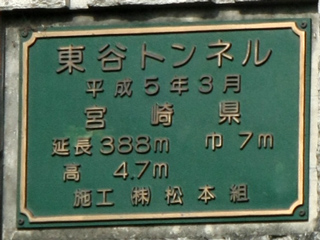 東谷トンネル
平成5年3月
宮崎県
延長388m 巾7m
高 4.7m
施工 ㈱松本組